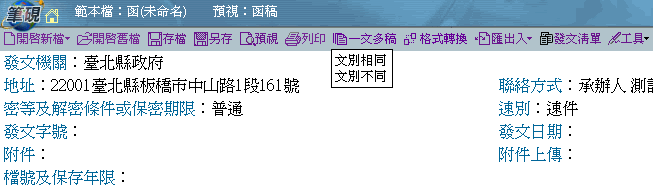 筆硯 範本檔：函(未命名) 預視：函稿
開啓新檔 開啓舊檔 存檔 另存 預視 列印 一文多稿 格式轉換 匯出入 發文清單 工具
文別相同
文別不同
發文機關：臺北縣政府
地址：22001臺北縣板橋市中山路1段161號 聯絡方式：承辦人 測
密等及解密條件或保密期限：普通 速別：速件
發文字號： 發文日期：
附件： 附件上傳：
檔號及保存年限：